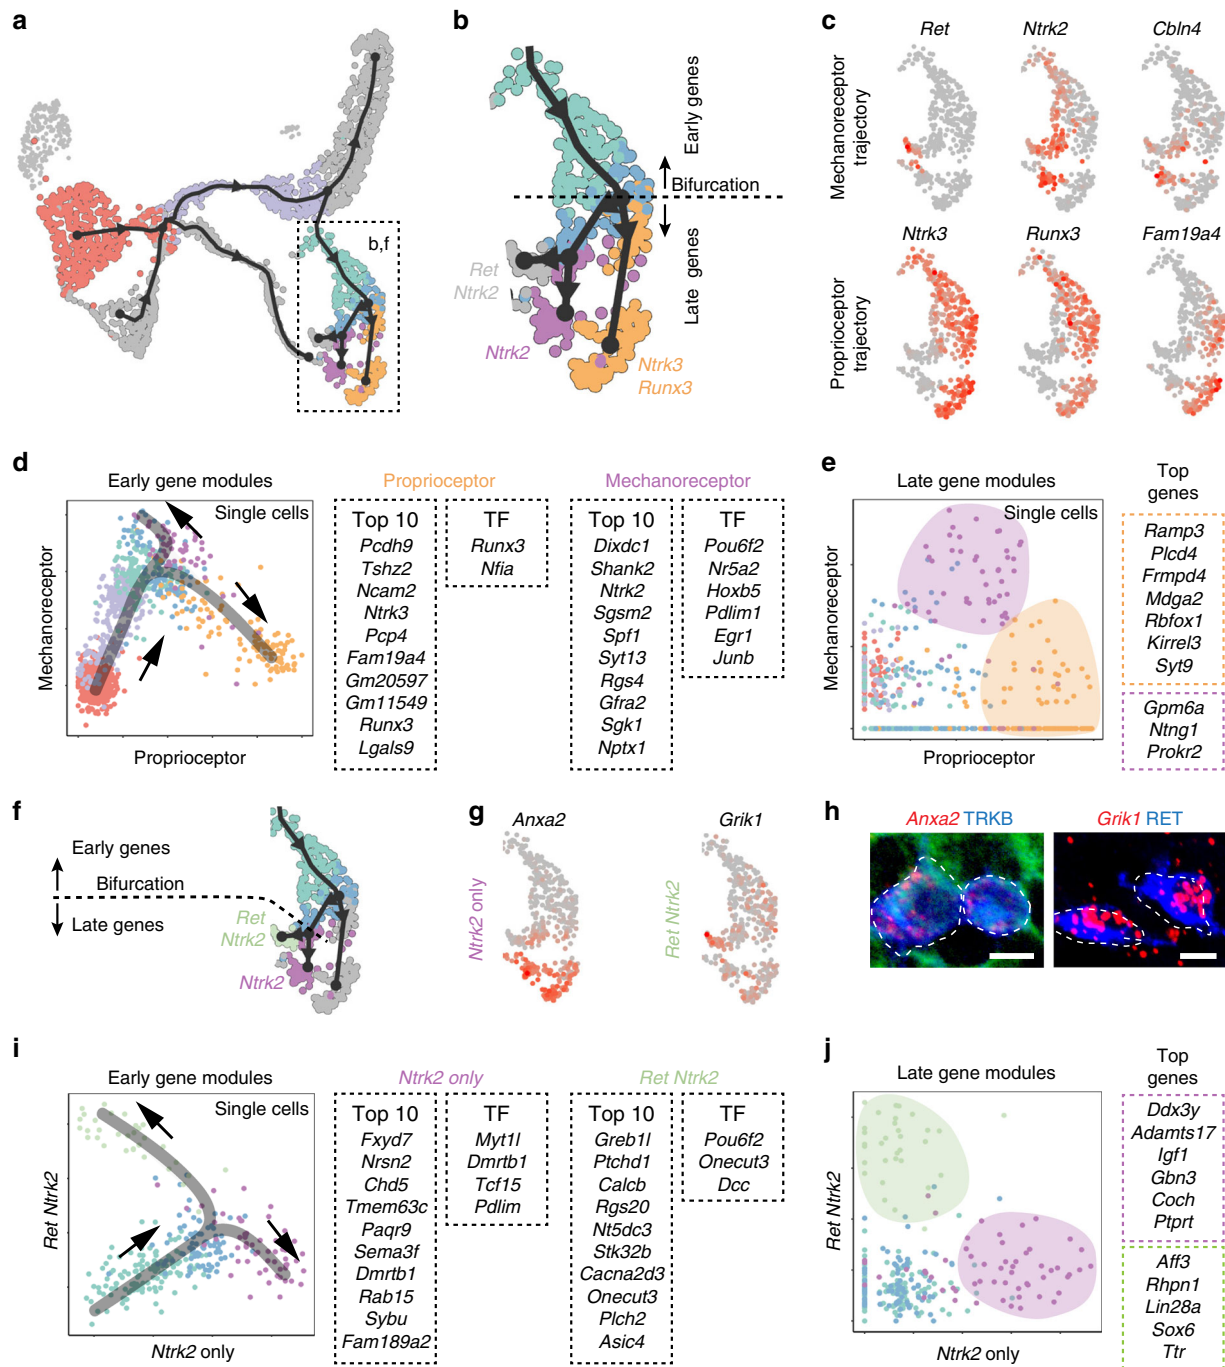 a
b,f
b
Early genes
Bifurcation
Late genes
Ret
Ntrk2
Ntrk2
Ntrk3
Runx3
c
Ret
Ntrk2
Cbln4
Mechanoreceptor
trajectory
Ntrk3
Runx3
Fam19a4
Proprioceptor
trajectory
d
Early gene modules
Single cells
Mechanoreceptor
Proprioceptor
Proprioceptor
Top 10
Pcdh9
Tshz2
Ncam2
Ntrk3
Pcp4
Fam19a4
Gm20597
Gm11549
Runx3
Lgals9
TF
Runx3
Nfia
Mechanoreceptor
Top 10
Dixdc1
Shank2
Ntrk2
Sgsm2
Spf1
Syt13
Rgs4
Gfra2
Sgk1
Nptx1
TF
Pou6f2
Nr5a2
Hoxb5
Pdlim1
Egr1
Junb
e
Late gene modules
Single cells
Mechanoreceptor
Proprioceptor
Top
genes
Ramp3
Plcd4
Frmpd4
Mdga2
Rbfox1
Kirrel3
Syt9
Gpm6a
Ntng1
Prokr2
f
Early genes
Bifurcation
Late genes
Ret
Ntrk2
Ntrk2
g
Anxa2
Grik1
Ntrk2 only
Ret Ntrk2
h
Anxa2 TRKB
Grik1 RET
i
Early gene modules
Single cells
Ret Ntrk2
Ntrk2 only
Ntrk2 only
Top 10
Fxyd7
Nrsn2
Chd5
Tmem63c
Paqr9
Sema3f
Dmrtb1
Rab15
Sybu
Fam189a2
TF
Myt1l
Dmrtb1
Tcf15
Pdlim
Ret Ntrk2
Top 10
Greb1l
Ptchd1
Calcb
Rgs20
Nt5dc3
Stk32b
Cacna2d3
Onecut3
Plch2
Asic4
TF
Pou6f2
Onecut3
Dcc
j
Late gene modules
Ret Ntrk2
Ntrk2 only
Top
genes
Ddx3y
Adamts17
Igf1
Gbn3
Coch
Ptprt
Aff3
Rhpn1
Lin28a
Sox6
Ttr